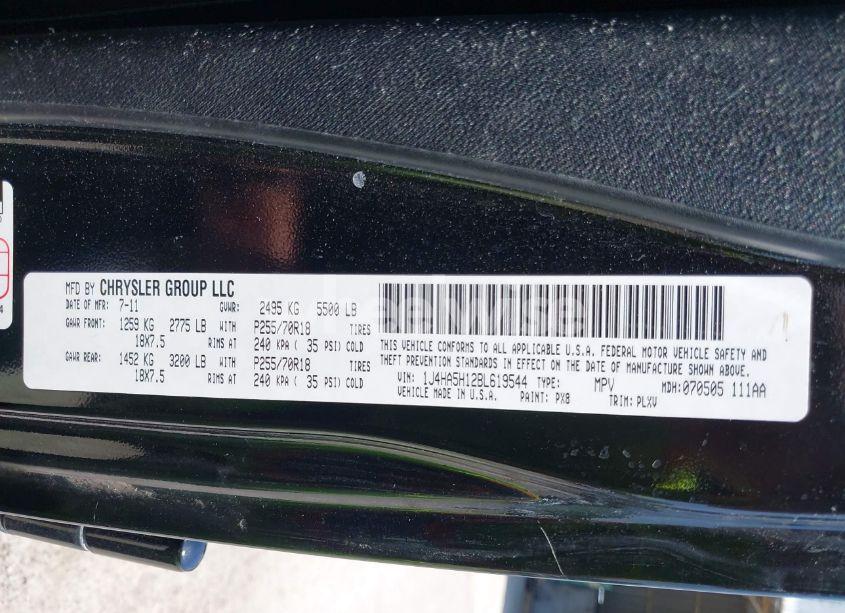 MFD BY CHRYSLER GROUP LLC
DATE OF MFR: 7-11 GVWR: 2495 KG 5500 LB
GAWR FRONT: 1259 KG 2775 LB WITH P255/70R18 TIRES
18X7.5 RIMS AT 240 KPA ( 35 PSI) COLD
GAWR REAR: 1452 KG 3200 LB WITH P255/70R18 TIRES
18X7.5 RIMS AT 240 KPA ( 35 PSI) COLD
THIS VEHICLE CONFORMS TO ALL APPLICABLE U.S.A. FEDERAL MOTOR VEHICLE SAFETY AND
THEFT PREVENTION STANDARDS IN EFFECT ON THE DATE OF MANUFACTURE SHOWN ABOVE.
VIN: 1J4HA5H12BL619544 TYPE: MPV MDH: 070505 111AA
VEHICLE MADE IN U.S.A. PAINT: PX8 TRIM: PLXV